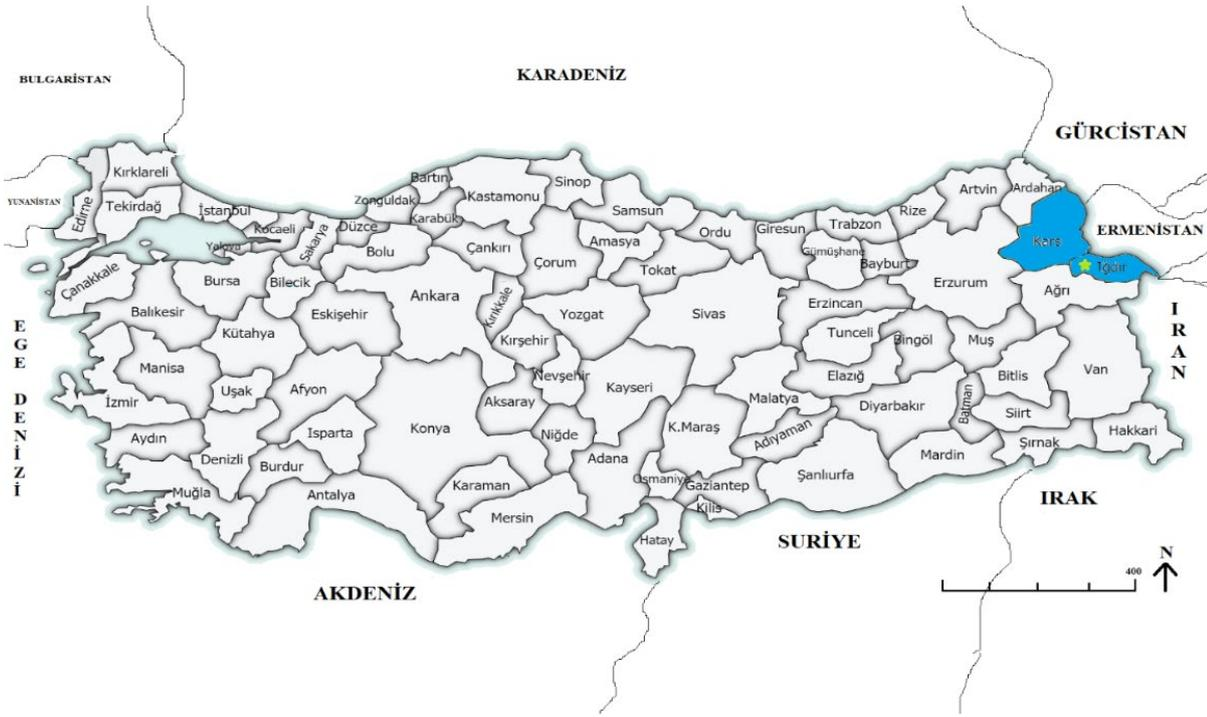 KARADENİZ
BULGARİSTAN
GÜRCİSTAN
YUNANİSTAN
ERMENİSTAN
Kırklareli
Edirne
Tekirdağ
İstanbul
Kocaeli
Yalova
Sakarya
Düzce
Zonguldak
Bartın
Karabük
Kastamonu
Sinop
Samsun
Ordu
Giresun
Trabzon
Rize
Artvin
Ardahan
Kars
Iğdır
Çanakkale
Bursa
Bilecik
Bolu
Çankırı
Çorum
Amasya
Tokat
Gümüşhane
Bayburt
Erzurum
Ağrı
Balıkesir
Kütahya
Eskişehir
Ankara
Kırıkkale
Yozgat
Sivas
Erzincan
Tunceli
Bingöl
Muş
Bitlis
Van
Manisa
Uşak
Afyon
Kırşehir
Nevşehir
Kayseri
Malatya
Elazığ
Diyarbakır
Batman
Siirt
İzmir
Aydın
Denizli
Isparta
Burdur
Konya
Aksaray
Niğde
Adana
K.Maraş
Adıyaman
Şanlıurfa
Mardin
Şırnak
Hakkari
Muğla
Antalya
Karaman
Mersin
Osmaniye
Gaziantep
Kilis
Hatay
EGE DENİZİ
IRAN
IRAK
SURİYE
AKDENİZ
400
N